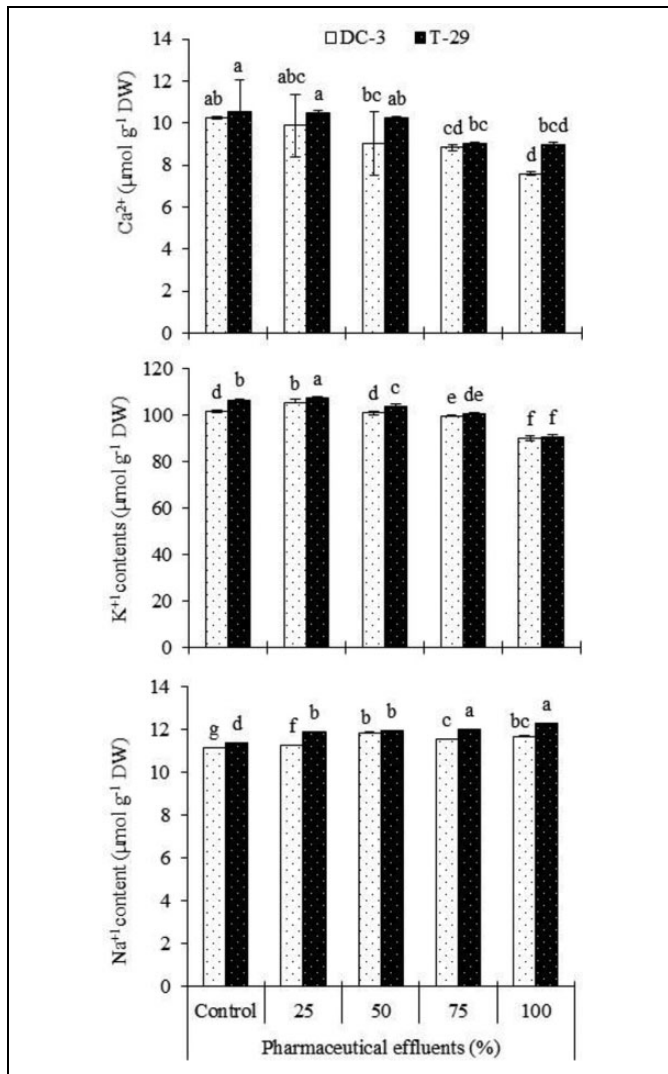 DC-3 T-29
14
12
10
8
6
4
2
0
Ca²⁺ (µmol g⁻¹ DW)
ab a abc a bc ab cd bc d bcd
120
100
80
60
40
20
0
K⁺¹contents (µmol g⁻¹ DW)
d b b a d c e de f f
14
12
10
8
6
4
2
0
Na⁺¹content (µmol g⁻¹ DW)
g d f b b b c a bc a
Control 25 50 75 100
Pharmaceutical effluents (%)